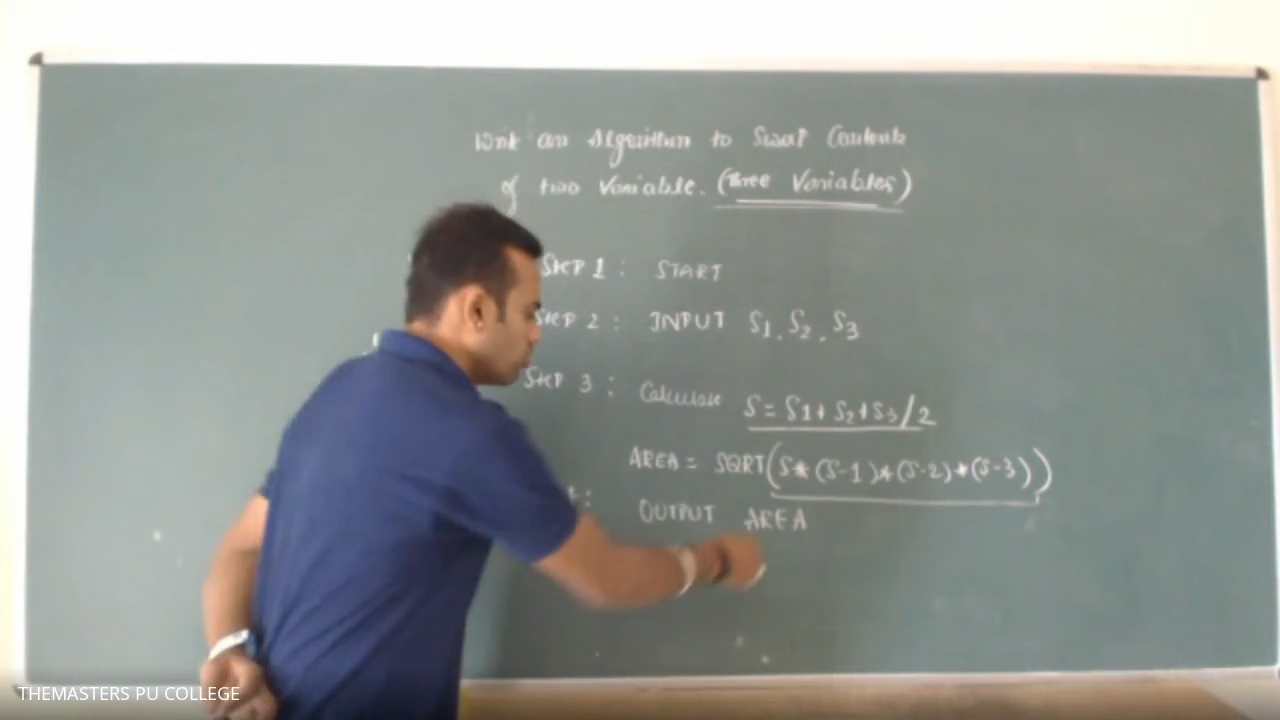 Write an Algorithm to Swap Contents
of two Variable. (three Variables)
STEP 1 : START
STEP 2 : INPUT S1, S2, S3
STEP 3 : Calculate S = S1+S2+S3/2
AREA = SQRT(S*(S-1)*(S-2)*(S-3))
: OUTPUT AREA
THEMASTERS PU COLLEGE